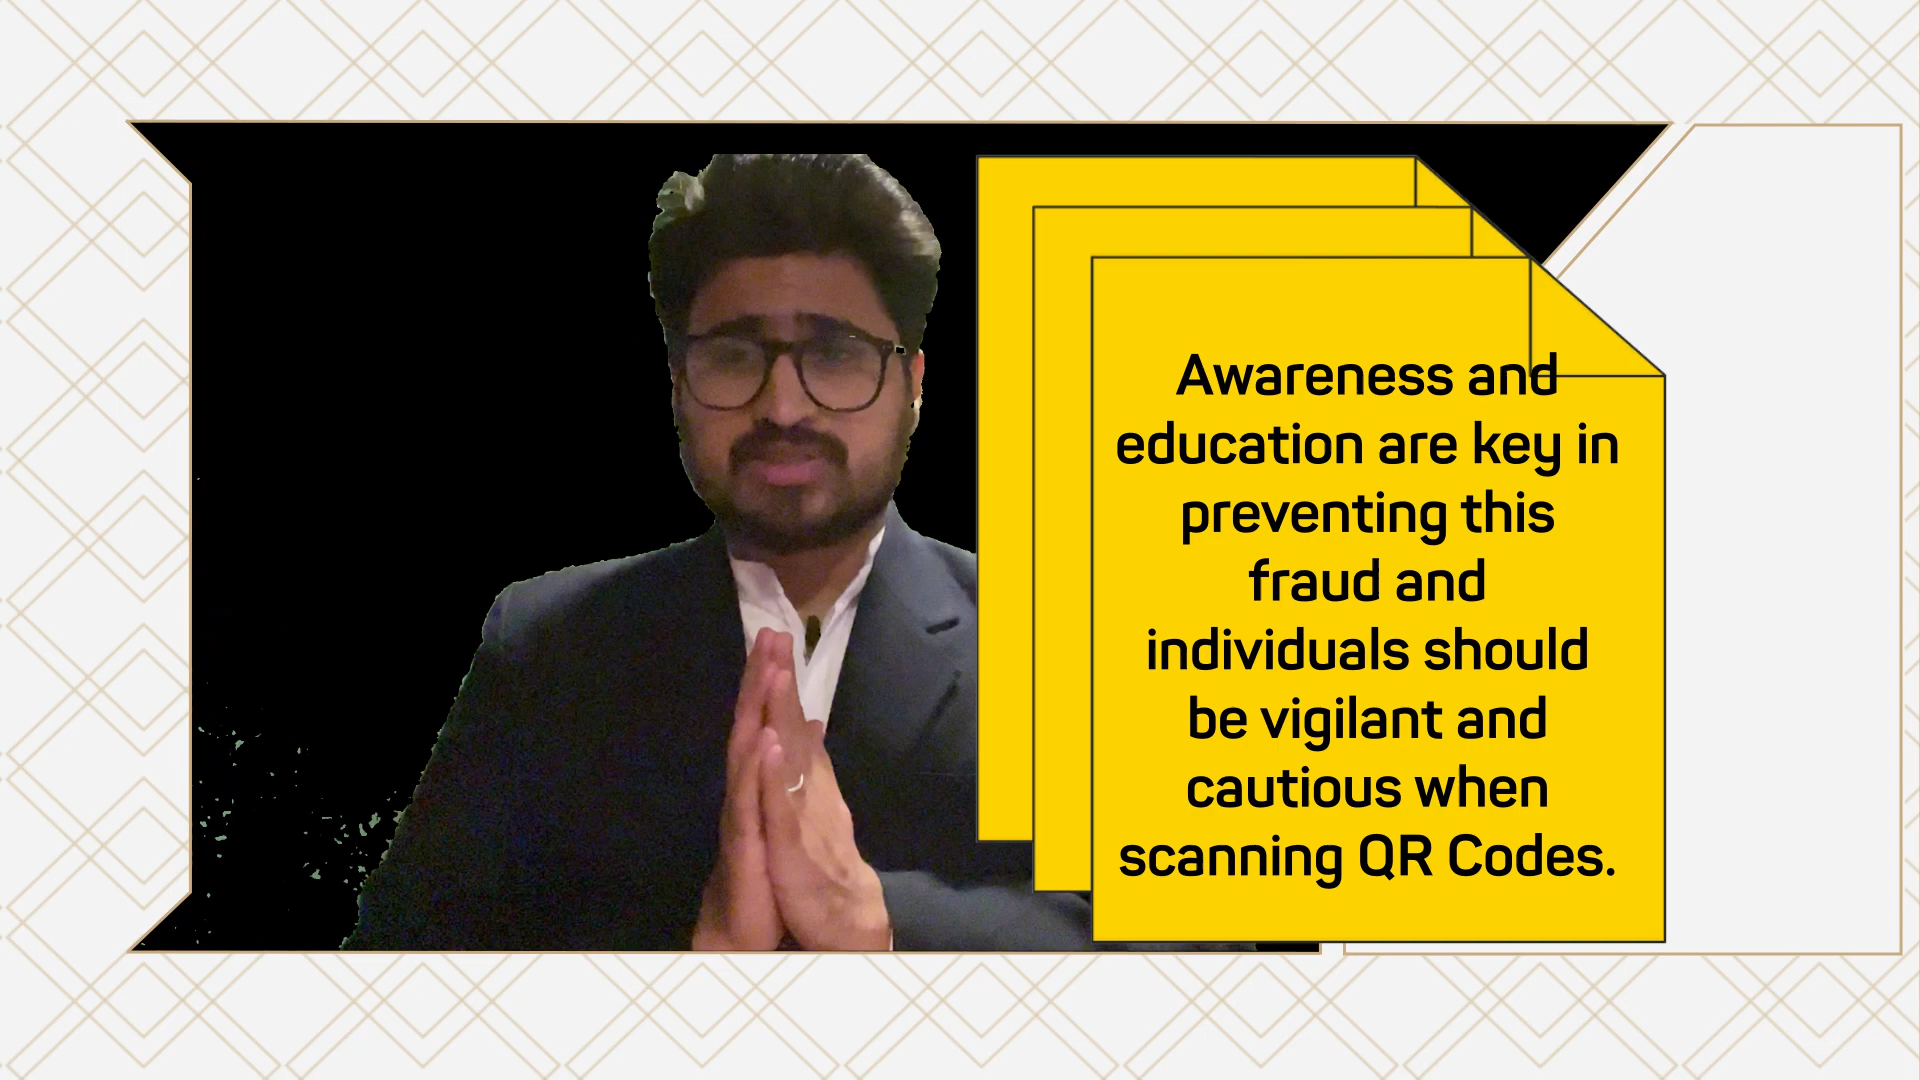 Awareness and
education are key in
preventing this
fraud and
individuals should
be vigilant and
cautious when
scanning QR Codes.